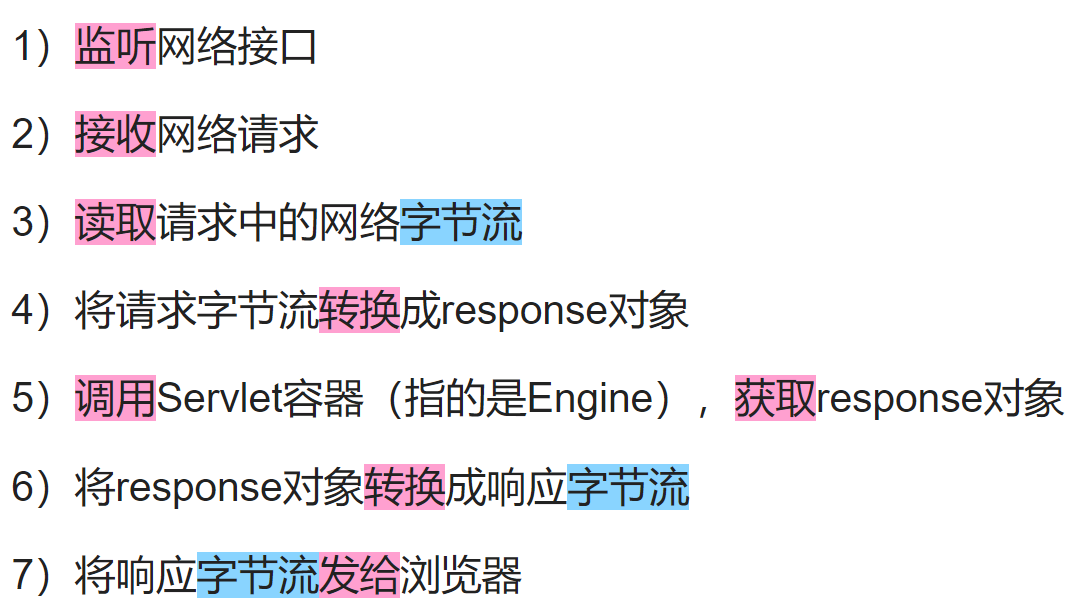 1）监听网络接口
2）接收网络请求
3）读取请求中的网络字节流
4）将请求字节流转换成response对象
5）调用Servlet容器（指的是Engine），获取response对象
6）将response对象转换成响应字节流
7）将响应字节流发给浏览器